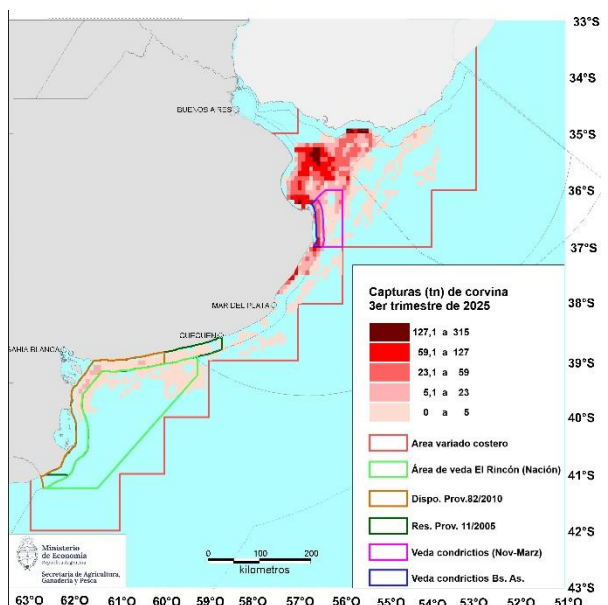 33°S
34°S
BUENOS AIRES
35°S
36°S
37°S
MAR DEL PLATA
38°S
QUEQUEN
BAHIA BLANCA
39°S
40°S
41°S
42°S
43°S
Capturas (tn) de corvina
3er trimestre de 2025
127,1 a 315
59,1 a 127
23,1 a 59
5,1 a 23
0 a 5
Area variado costero
Área de veda El Rincón (Nación)
Dispo. Prov.82/2010
Res. Prov. 11/2005
Veda condrictios (Nov-Marz)
Veda condrictios Bs. As.
Ministerio
de Economía
República Argentina
Secretaría de Agricultura,
Ganadería y Pesca
0 100 200
kilometros
63°O 62°O 61°O 60°O 59°O 58°O 57°O 56°O 55°O 54°O 53°O 52°O 51°O